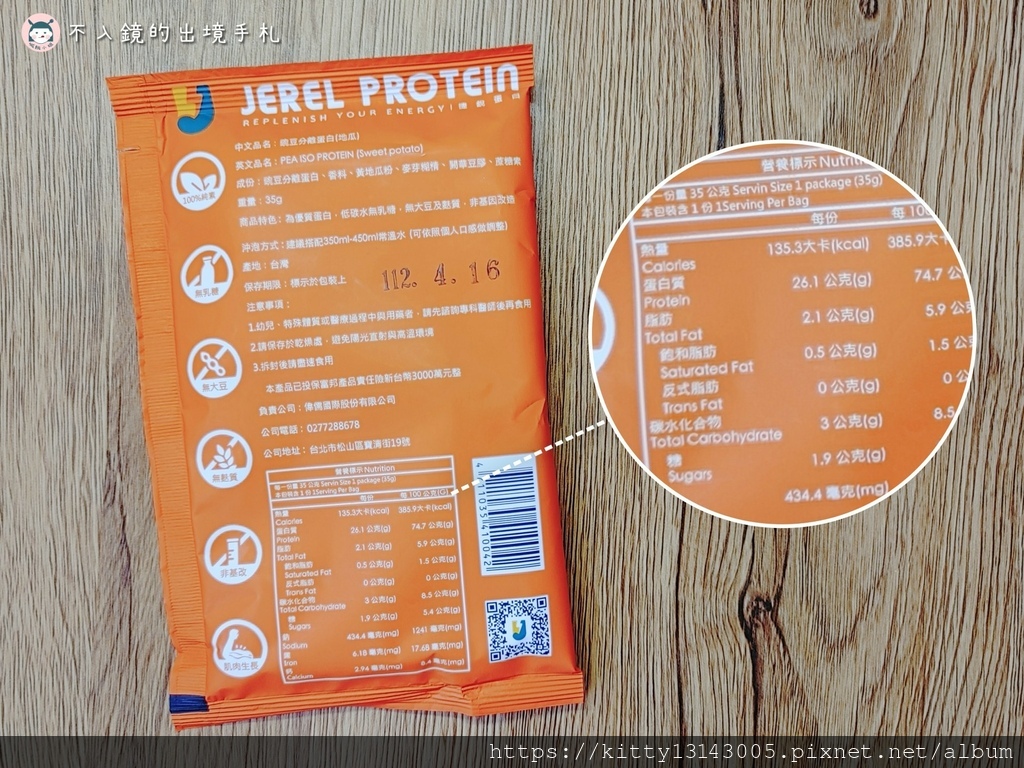 不入鏡的出境手札
JEREL PROTEIN
REPLENISH YOUR ENERGY
中文品名：豌豆分離蛋白(地瓜)
英文品名：PEA ISO PROTEIN (Sweet potato)
成份：豌豆分離蛋白、香料、黃地瓜粉、麥芽糊精、關華豆膠、蔗糖素
重量：35g
商品特色：為優質蛋白，低碳水無乳糖，無大豆及麩質，非基因改造
沖泡方式：建議搭配350ml-450ml常溫水 (可依照個人口感做調整)
產地：台灣
保存期限：標示於包裝上
112. 4. 16
注意事項：
1.幼兒、特殊體質或醫療過程中與用藥者，請先諮詢專科醫師後再食用
2.請保存於乾燥處，避免陽光直射與高溫環境
3.拆封後請盡速食用
本產品已投保富邦產品責任險新台幣3000萬元整
負責公司：偉儕國際股份有限公司
公司電話：0277288678
公司地址：台北市松山區寶清街19號
100%純素
無乳糖
無大豆
無麩質
非基改
肌肉生長
營養標示 Nutrition
每一份量 35 公克 Servin Size 1 package (35g)
本包裝含 1 份 1Serving Per Bag
每份 每 100 公克(G)
熱量 135.3大卡(kcal) 385.9大卡(kcal)
Calories
蛋白質 26.1 公克(g) 74.7 公克(g)
Protein
脂肪 2.1 公克(g) 5.9 公克(g)
Total Fat
飽和脂肪 0.5 公克(g) 1.5 公克(g)
Saturated Fat
反式脂肪 0 公克(g) 0 公克(g)
Trans Fat
碳水化合物 3 公克(g) 8.5 公克(g)
Total Carbohydrate
糖 1.9 公克(g) 5.4 公克(g)
Sugars
鈉 434.4 毫克(mg) 1241 毫克(mg)
Sodium
鐵 6.18 毫克(mg) 17.68 毫克(mg)
Iron
鈣 2.94 毫克(mg) 8.4 毫克(mg)
Calcium
營養標示 Nutrition
一份量 35 公克 Servin Size 1 package (35g)
本包裝含 1 份 1Serving Per Bag
每份 每 100
熱量 135.3大卡(kcal) 385.9大卡
Calories
蛋白質 26.1 公克(g) 74.7 公
Protein
脂肪 2.1 公克(g) 5.9 公克
Total Fat
飽和脂肪 0.5 公克(g) 1.5 公
Saturated Fat
反式脂肪 0 公克(g) 0 公
Trans Fat
碳水化合物 3 公克(g) 8.5
Total Carbohydrate
糖 1.9 公克(g)
Sugars
434.4 毫克(mg)
https://kitty13143005.pixnet.net/album